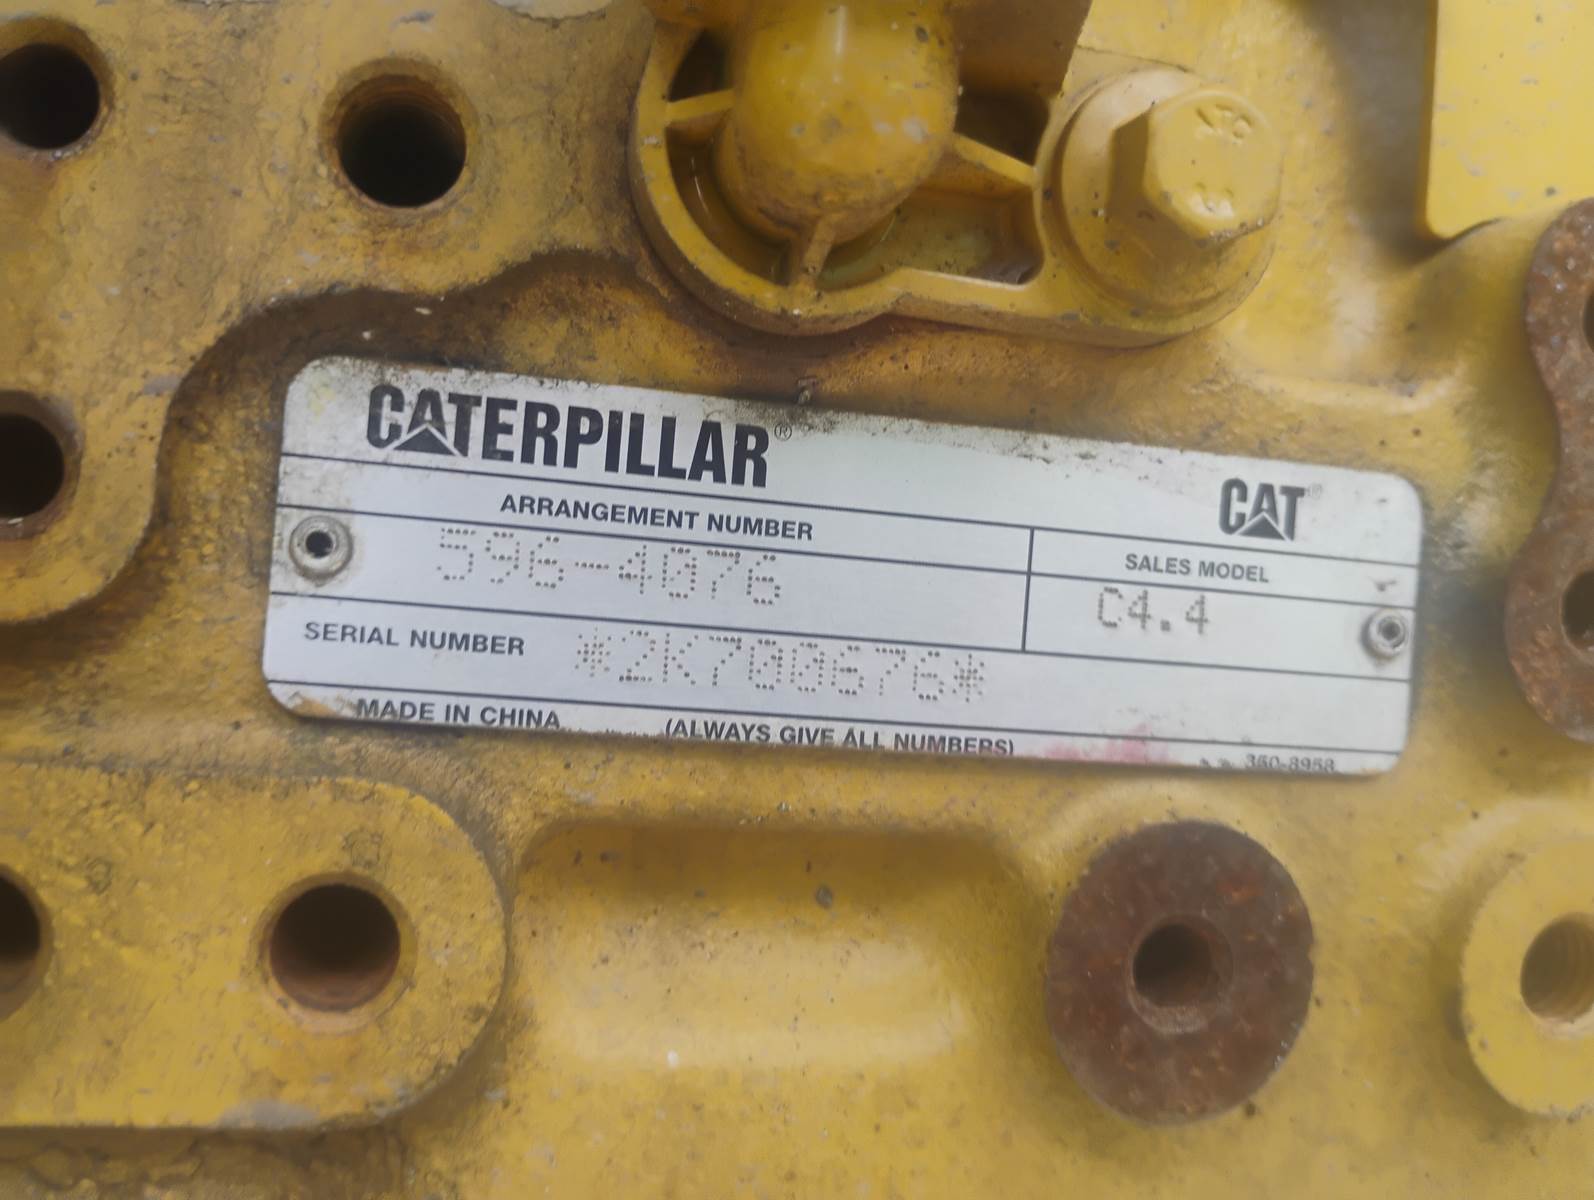 CATERPILLAR®
CAT®
ARRANGEMENT NUMBER
SALES MODEL
596-4076
C4.4
SERIAL NUMBER *2K700676*
MADE IN CHINA (ALWAYS GIVE ALL NUMBERS)
350-8958